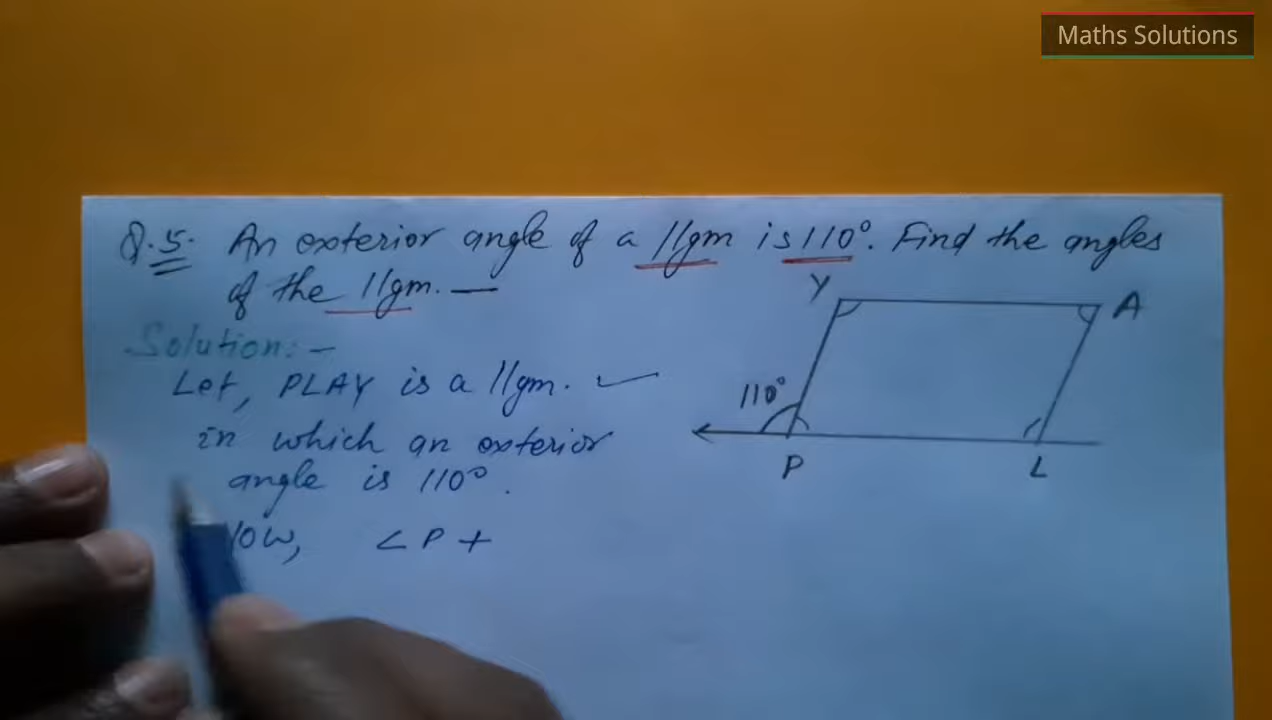 Maths Solutions
Q.5. An exterior angle of a ||gm is 110°. Find the angles
of the ||gm. —
Solution:-
Let, PLAY is a ||gm.
in which an exterior
angle is 110°.
OW, <P +
Y
A
110°
P
L